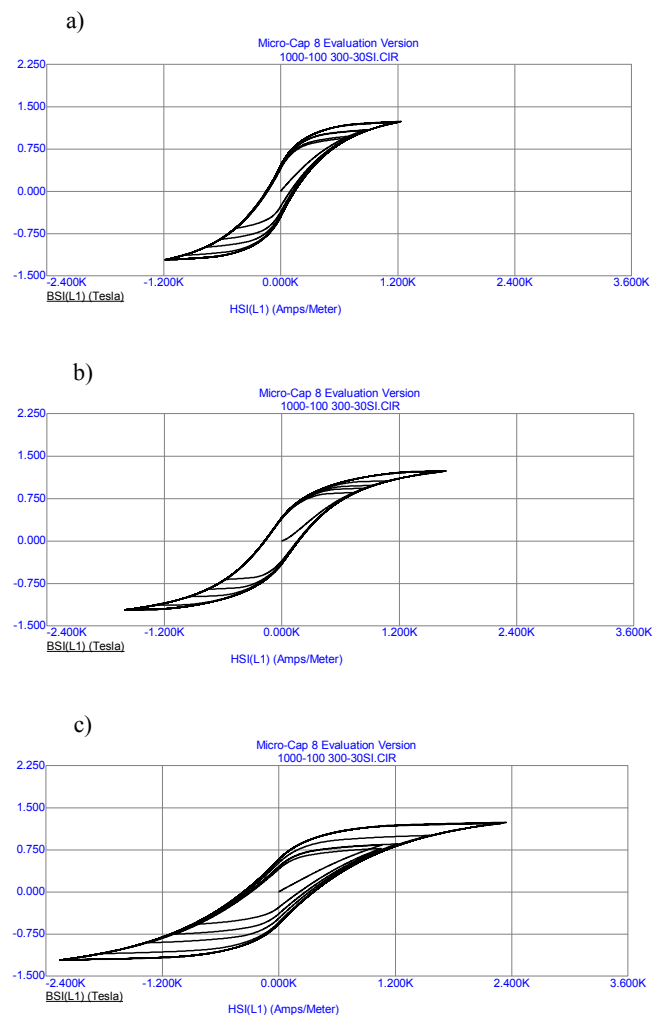 a)
Micro-Cap 8 Evaluation Version
1000-100 300-30SI.CIR
2.250
1.500
0.750
0.000
-0.750
-1.500
-2.400K -1.200K 0.000K 1.200K 2.400K 3.600K
BSI(L1) (Tesla)
HSI(L1) (Amps/Meter)
b)
Micro-Cap 8 Evaluation Version
1000-100 300-30SI.CIR
2.250
1.500
0.750
0.000
-0.750
-1.500
-2.400K -1.200K 0.000K 1.200K 2.400K 3.600K
BSI(L1) (Tesla)
HSI(L1) (Amps/Meter)
c)
Micro-Cap 8 Evaluation Version
1000-100 300-30SI.CIR
2.250
1.500
0.750
0.000
-0.750
-1.500
-2.400K -1.200K 0.000K 1.200K 2.400K 3.600K
BSI(L1) (Tesla)
HSI(L1) (Amps/Meter)